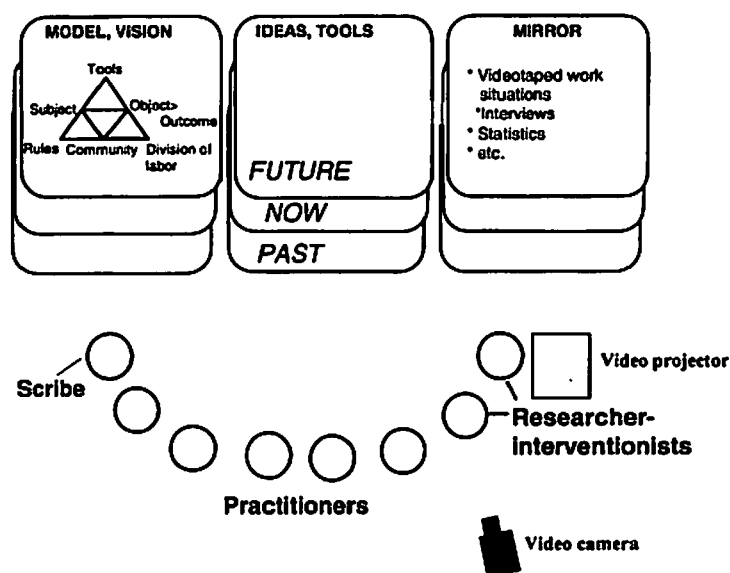 MODEL, VISION
Tools
Subject
Object>
Outcome
Rules
Community
Division of
labor
IDEAS, TOOLS
FUTURE
NOW
PAST
MIRROR
* Videotaped work
situations
*Interviews
* Statistics
* etc.
Scribe
Practitioners
Researcher-
interventionists
Video projector
Video camera